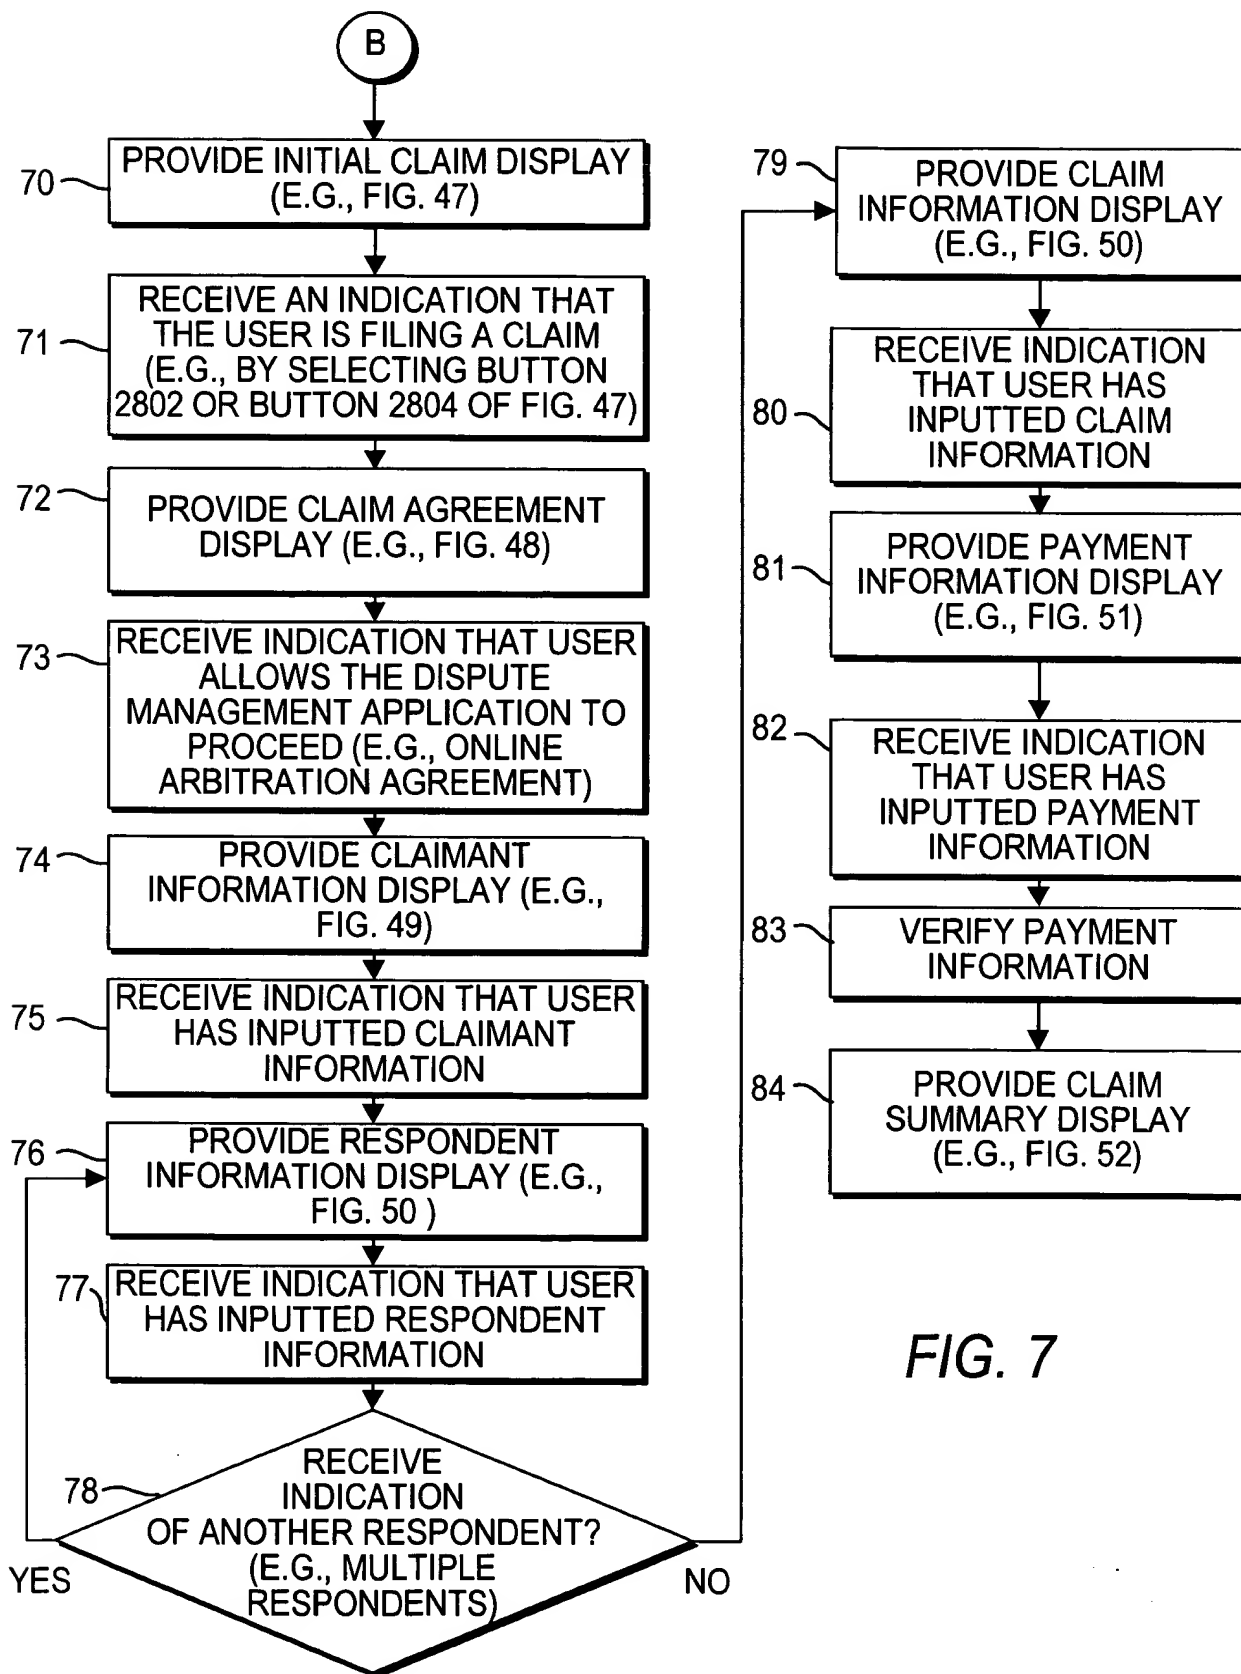 B
70
PROVIDE INITIAL CLAIM DISPLAY
(E.G., FIG. 47)
71
RECEIVE AN INDICATION THAT
THE USER IS FILING A CLAIM
(E.G., BY SELECTING BUTTON
2802 OR BUTTON 2804 OF FIG. 47)
72
PROVIDE CLAIM AGREEMENT
DISPLAY (E.G., FIG. 48)
73
RECEIVE INDICATION THAT USER
ALLOWS THE DISPUTE
MANAGEMENT APPLICATION TO
PROCEED (E.G., ONLINE
ARBITRATION AGREEMENT)
74
PROVIDE CLAIMANT
INFORMATION DISPLAY (E.G.,
FIG. 49)
75
RECEIVE INDICATION THAT USER
HAS INPUTTED CLAIMANT
INFORMATION
76
PROVIDE RESPONDENT
INFORMATION DISPLAY (E.G.,
FIG. 50 )
77
RECEIVE INDICATION THAT USER
HAS INPUTTED RESPONDENT
INFORMATION
78
RECEIVE
INDICATION
OF ANOTHER RESPONDENT?
(E.G., MULTIPLE
RESPONDENTS)
YES
NO
79
PROVIDE CLAIM
INFORMATION DISPLAY
(E.G., FIG. 50)
80
RECEIVE INDICATION
THAT USER HAS
INPUTTED CLAIM
INFORMATION
81
PROVIDE PAYMENT
INFORMATION DISPLAY
(E.G., FIG. 51)
82
RECEIVE INDICATION
THAT USER HAS
INPUTTED PAYMENT
INFORMATION
83
VERIFY PAYMENT
INFORMATION
84
PROVIDE CLAIM
SUMMARY DISPLAY
(E.G., FIG. 52)
FIG. 7